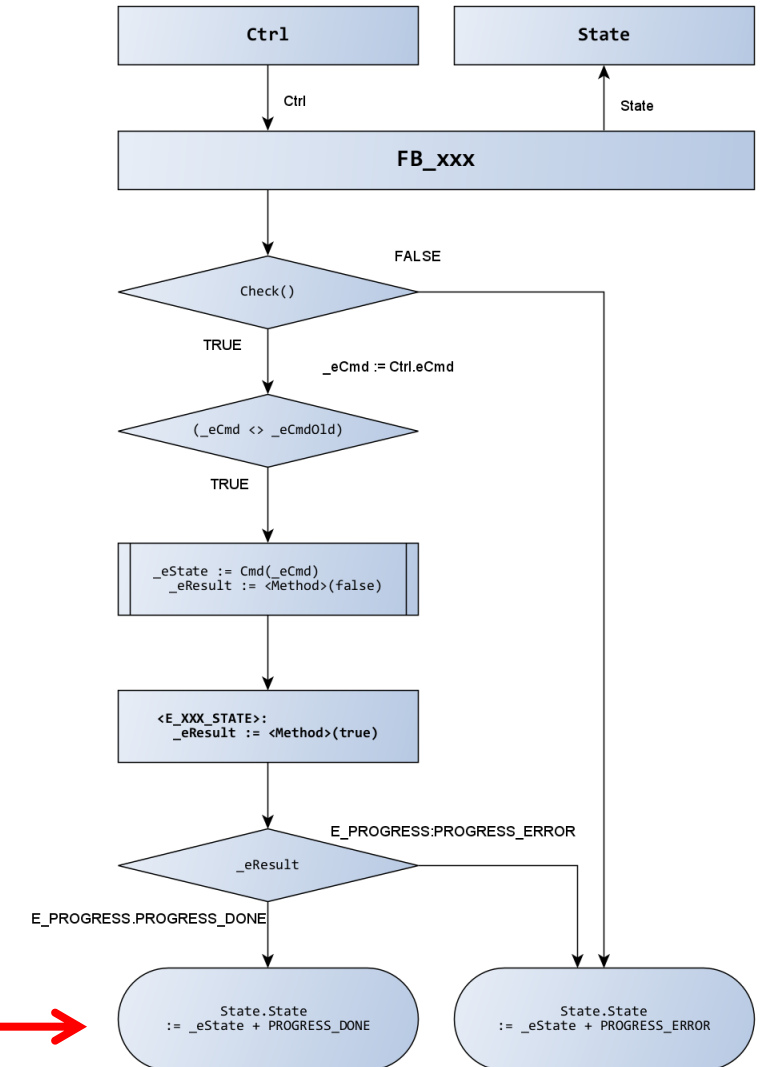 Ctrl
State
Ctrl
State
FB_xxx
FALSE
Check()
TRUE
_eCmd := Ctrl.eCmd
(_eCmd <> _eCmdOld)
TRUE
_eState := Cmd(_eCmd)
_eResult := <Method>(false)
<E_XXX_STATE>:
_eResult := <Method>(true)
E_PROGRESS:PROGRESS_ERROR
_eResult
E_PROGRESS.PROGRESS_DONE
State.State
:= _eState + PROGRESS_DONE
State.State
:= _eState + PROGRESS_ERROR